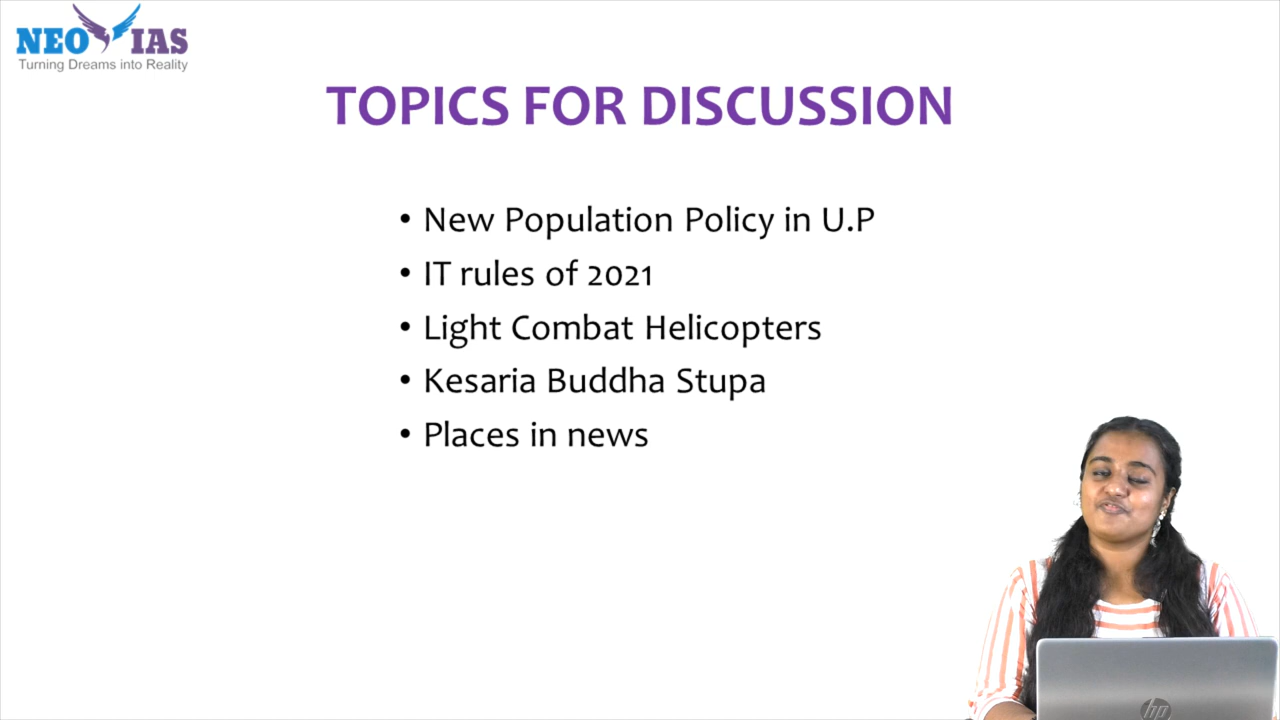 NEO IAS
Turning Dreams into Reality
TOPICS FOR DISCUSSION
• New Population Policy in U.P
• IT rules of 2021
• Light Combat Helicopters
• Kesaria Buddha Stupa
• Places in news
hp